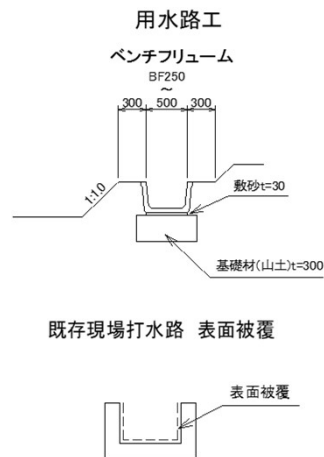 用水路工
ベンチフリューム
BF250
～
300 500 300
1:1.0
敷砂t=30
基礎材(山土)t=300
既存現場打水路 表面被覆
表面被覆